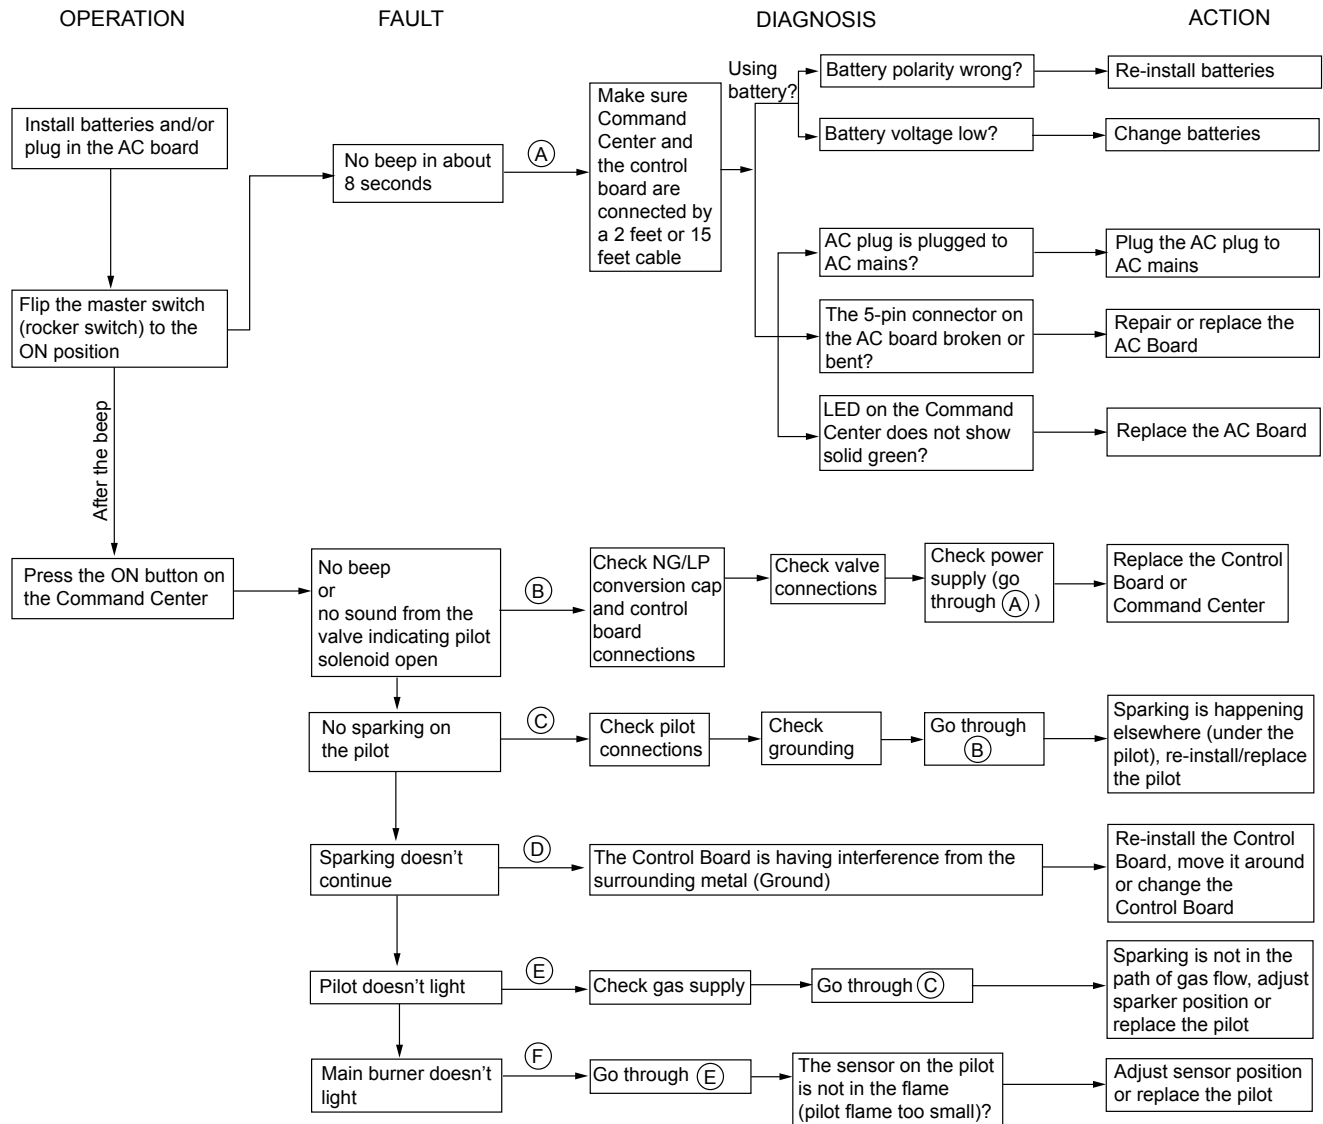 OPERATION
FAULT
DIAGNOSIS
ACTION
Install batteries and/or
plug in the AC board
Flip the master switch
(rocker switch) to the
ON position
After the beep
No beep in about
8 seconds
A
Make sure
Command
Center and
the control
board are
connected by
a 2 feet or 15
feet cable
Using
battery?
Battery polarity wrong?
Re-install batteries
Battery voltage low?
Change batteries
AC plug is plugged to
AC mains?
Plug the AC plug to
AC mains
The 5-pin connector on
the AC board broken or
bent?
Repair or replace the
AC Board
LED on the Command
Center does not show
solid green?
Replace the AC Board
Press the ON button on
the Command Center
No beep
or
no sound from the
valve indicating pilot
solenoid open
B
Check NG/LP
conversion cap
and control
board
connections
Check valve
connections
Check power
supply (go
through A )
Replace the Control
Board or
Command Center
No sparking on
the pilot
C
Check pilot
connections
Check
grounding
Go through
B
Sparking is happening
elsewhere (under the
pilot), re-install/replace
the pilot
Sparking doesn't
continue
D
The Control Board is having interference from the
surrounding metal (Ground)
Re-install the Control
Board, move it around
or change the
Control Board
Pilot doesn't light
E
Check gas supply
Go through C
Sparking is not in the
path of gas flow, adjust
sparker position or
replace the pilot
Main burner doesn't
light
F
Go through E
The sensor on the pilot
is not in the flame
(pilot flame too small)?
Adjust sensor position
or replace the pilot